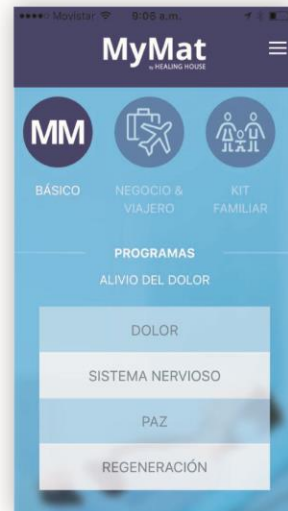 Movistar 9:06 a.m.
MyMat
by HEALING HOUSE
MM
BÁSICO
NEGOCIO &
VIAJERO
KIT
FAMILIAR
PROGRAMAS
ALIVIO DEL DOLOR
DOLOR
SISTEMA NERVIOSO
PAZ
REGENERACIÓN